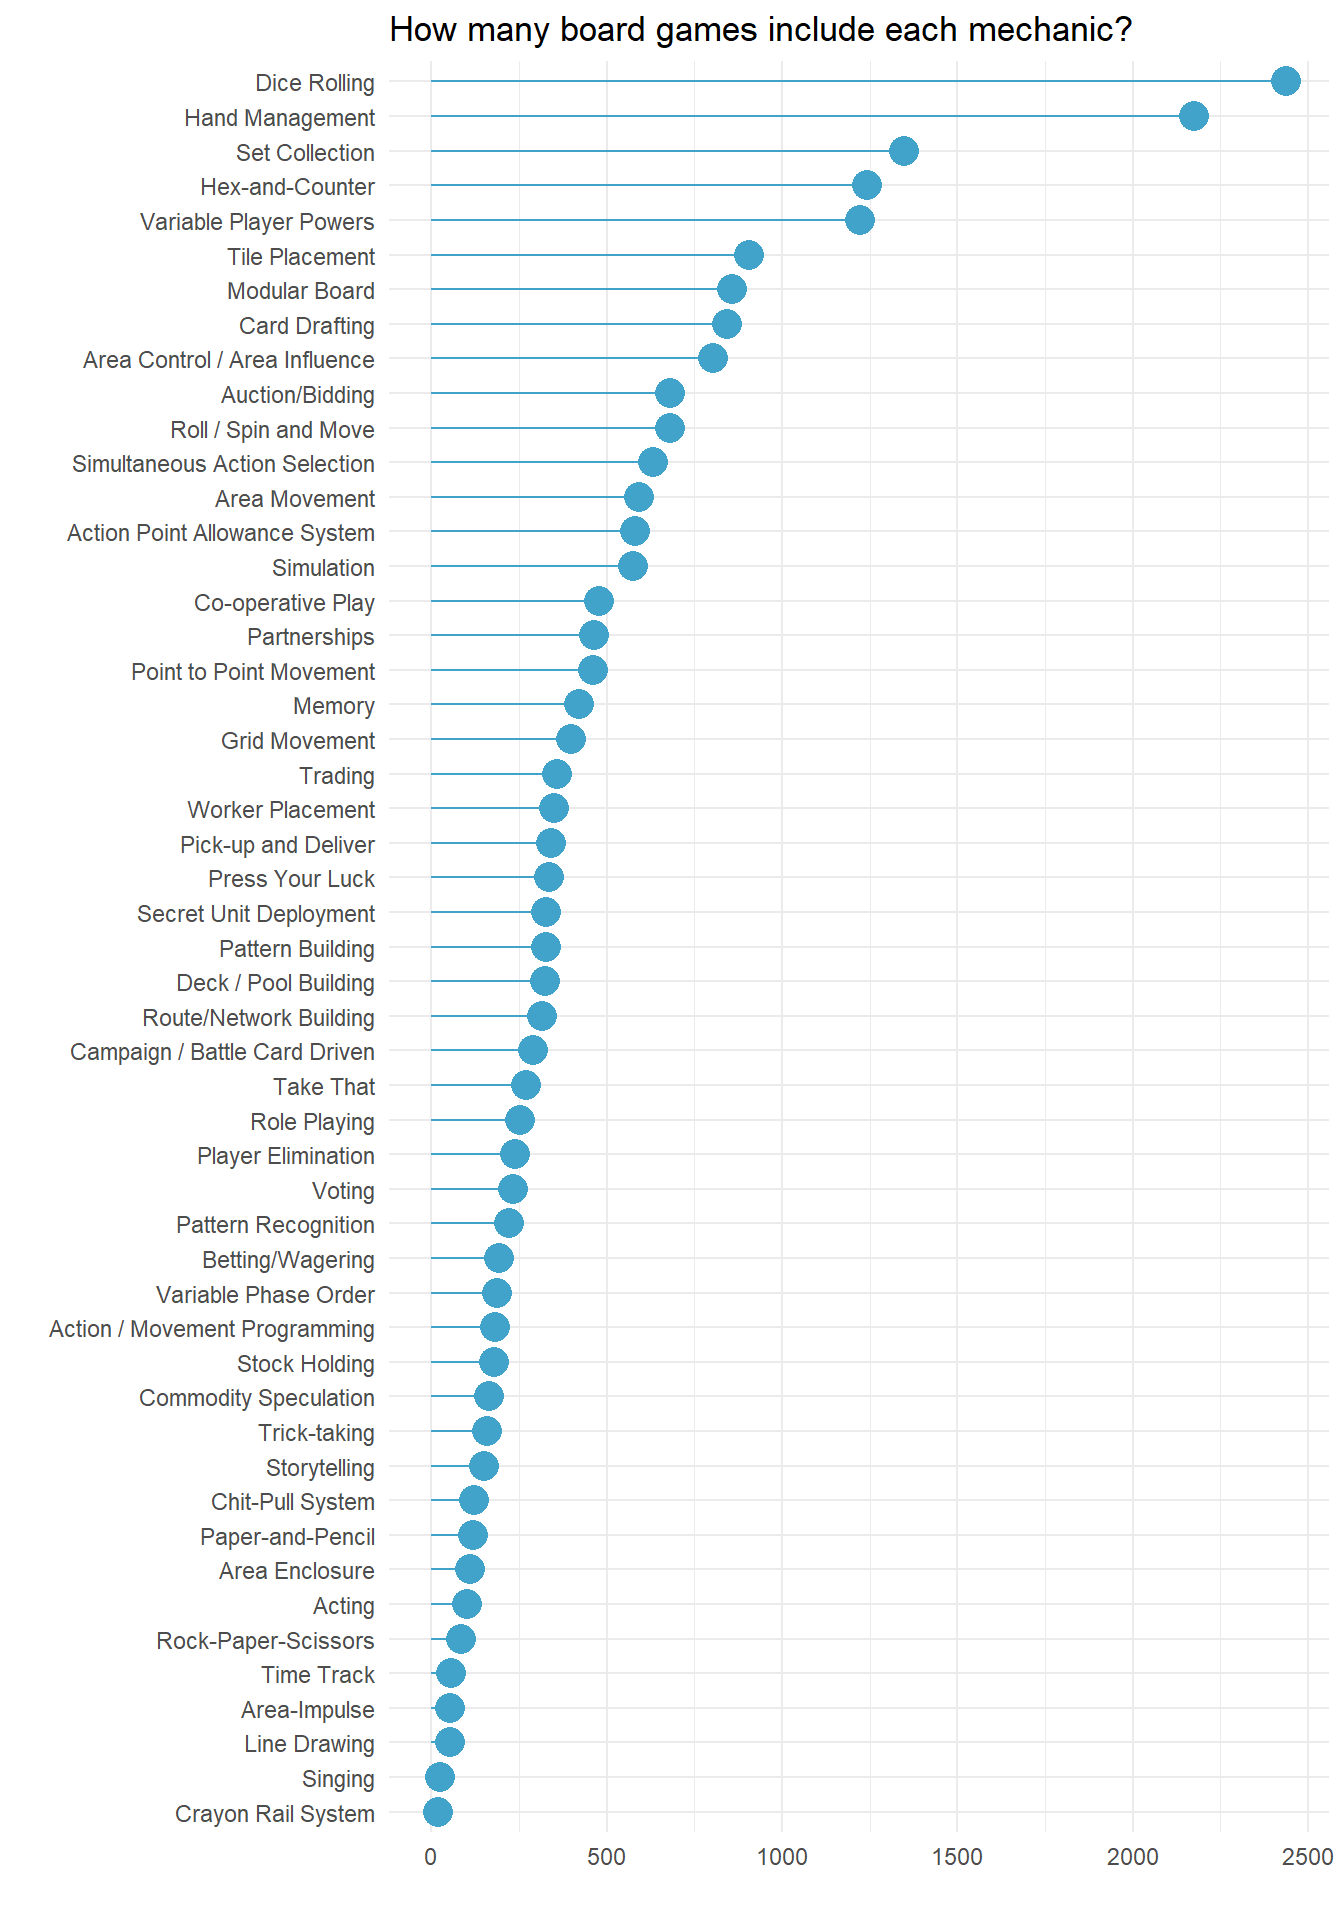 How many board games include each mechanic?
Dice Rolling
Hand Management
Set Collection
Hex-and-Counter
Variable Player Powers
Tile Placement
Modular Board
Card Drafting
Area Control / Area Influence
Auction/Bidding
Roll / Spin and Move
Simultaneous Action Selection
Area Movement
Action Point Allowance System
Simulation
Co-operative Play
Partnerships
Point to Point Movement
Memory
Grid Movement
Trading
Worker Placement
Pick-up and Deliver
Press Your Luck
Secret Unit Deployment
Pattern Building
Deck / Pool Building
Route/Network Building
Campaign / Battle Card Driven
Take That
Role Playing
Player Elimination
Voting
Pattern Recognition
Betting/Wagering
Variable Phase Order
Action / Movement Programming
Stock Holding
Commodity Speculation
Trick-taking
Storytelling
Chit-Pull System
Paper-and-Pencil
Area Enclosure
Acting
Rock-Paper-Scissors
Time Track
Area-Impulse
Line Drawing
Singing
Crayon Rail System
0 500 1000 1500 2000 2500